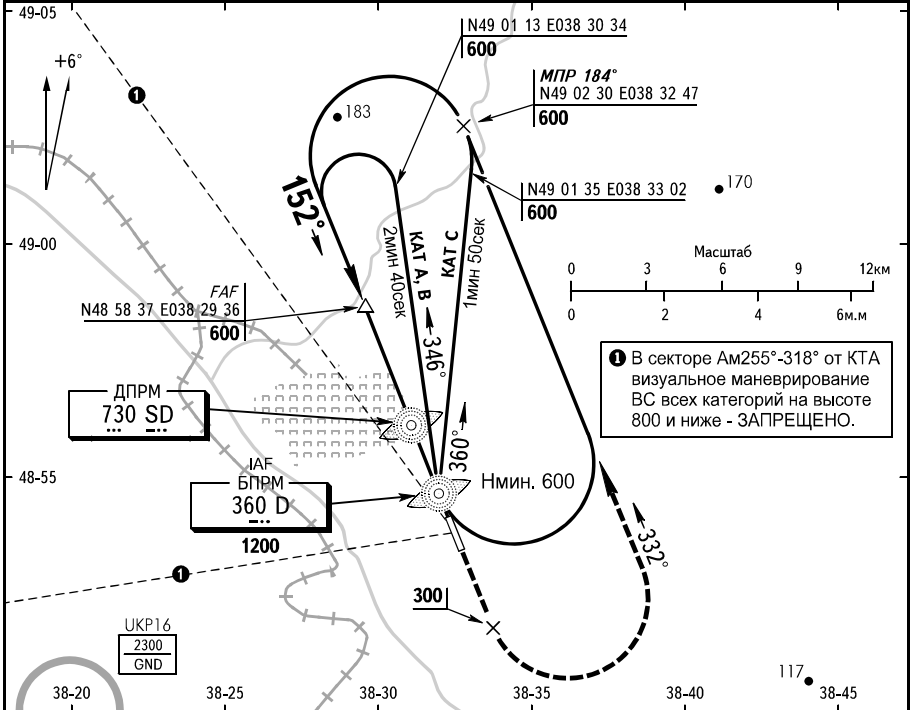 49-05
+6°
❶
183
N49 01 13 E038 30 34
600
МПР 184°
N49 02 30 E038 32 47
600
170
N49 01 35 E038 33 02
600
152°
2мин 40сек
КАТ А, В
346°
КАТ С
1мин 50сек
360°
49-00
Масштаб
0 3 6 9 12км
0 2 4 6м.м
FAF
N48 58 37 E038 29 36
600
❶ В секторе Ам255°-318° от КТА
визуальное маневрирование
ВС всех категорий на высоте
800 и ниже - ЗАПРЕЩЕНО.
ДПРМ
730 SD
48-55
IAF
БПРМ
360 D
1200
Нмин. 600
332°
❶
300
UKP16
2300
GND
117
38-20 38-25 38-30 38-35 38-40 38-45